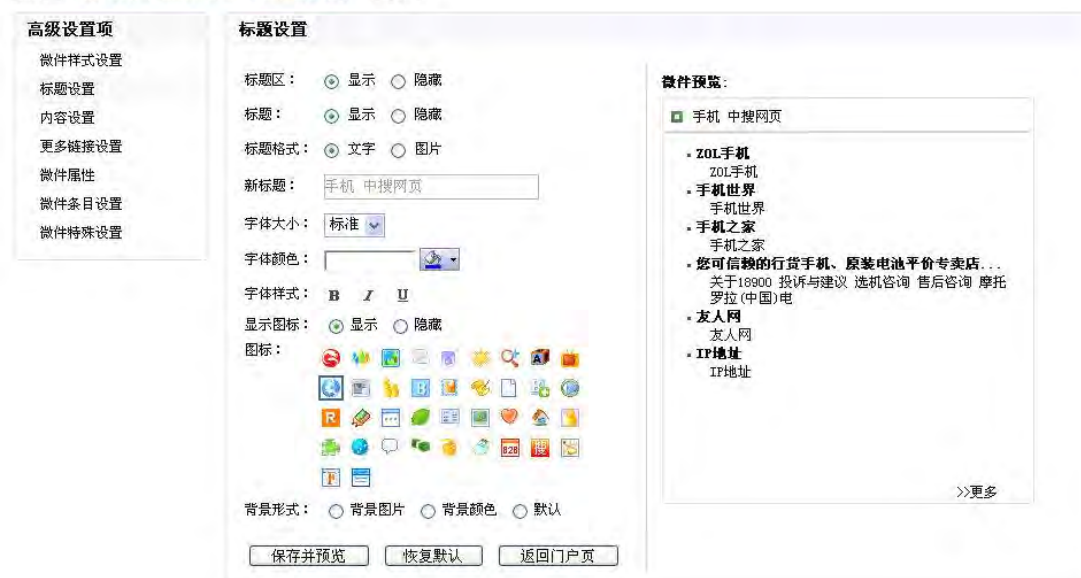 高级设置项
微件样式设置
标题设置
内容设置
更多链接设置
微件属性
微件条目设置
微件特殊设置
标题设置
标题区： 显示 隐藏
标题： 显示 隐藏
标题格式： 文字 图片
新标题： 手机 中搜网页
字体大小： 标准
字体颜色：
字体样式： B I U
显示图标： 显示 隐藏
图标：
A
B
R
B2B 搜
F
背景形式： 背景图片 背景颜色 默认
保存并预览 恢复默认 返回门户页
微件预览:
手机 中搜网页
ZOL手机
ZOL手机
手机世界
手机世界
手机之家
手机之家
您可信赖的行货手机、原装电池平价专卖店...
关于18900 投诉与建议 选机咨询 售后咨询 摩托
罗拉(中国)电
友人网
友人网
IP地址
IP地址
>>更多